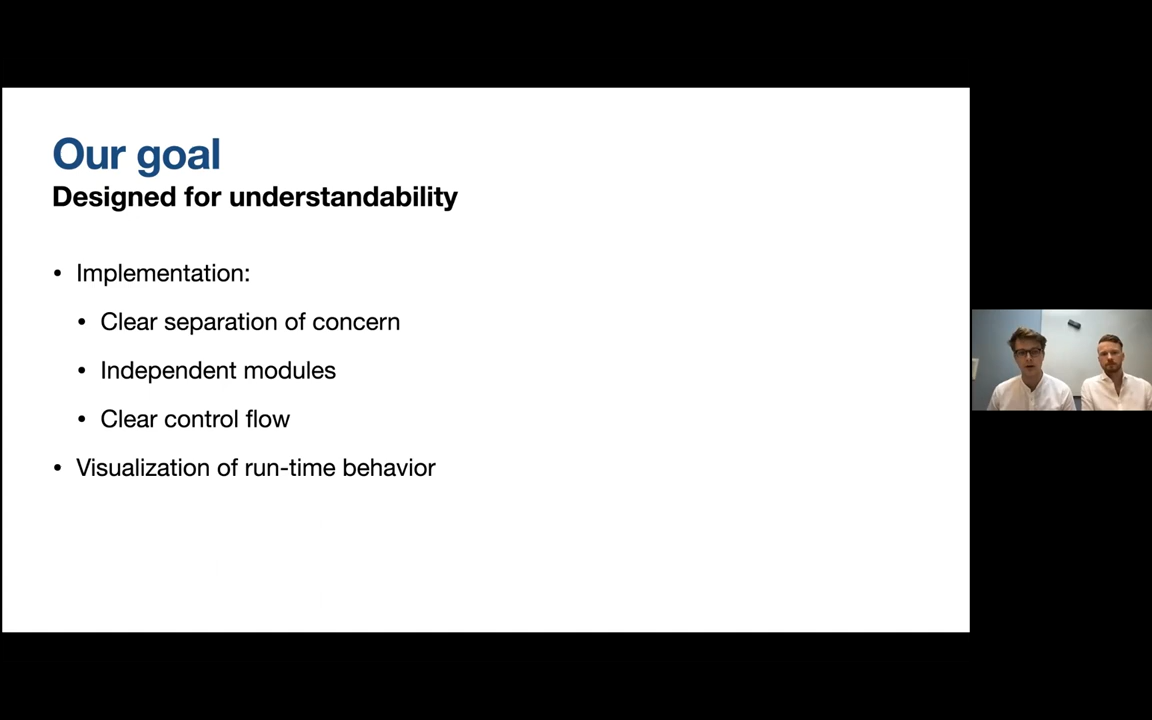 Our goal
Designed for understandability
• Implementation:
• Clear separation of concern
• Independent modules
• Clear control flow
• Visualization of run-time behavior